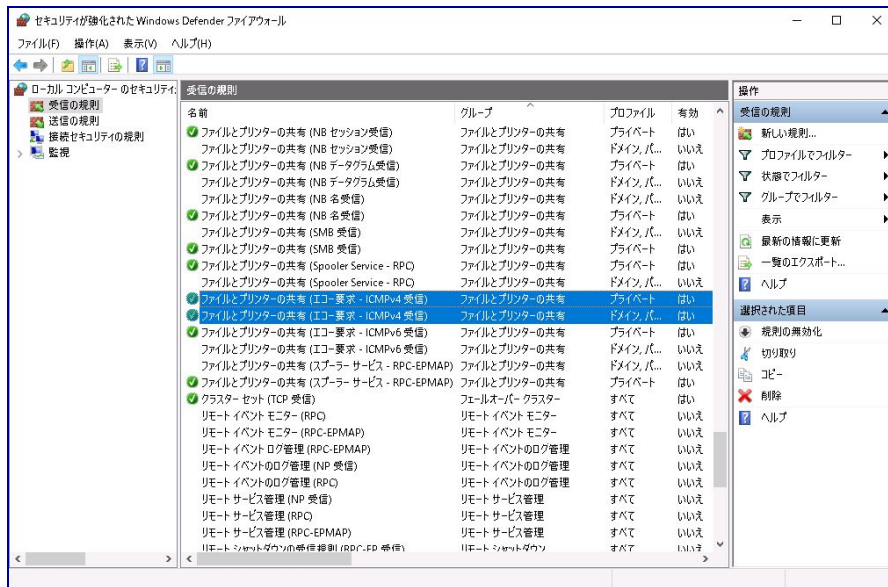 セキュリティが強化された Windows Defender ファイアウォール
ファイル(F) 操作(A) 表示(V) ヘルプ(H)
ローカル コンピューター のセキュリティ
受信の規則
送信の規則
接続セキュリティの規則
監視
受信の規則
名前 グループ プロファイル 有効
ファイルとプリンターの共有 (NB セッション受信) ファイルとプリンターの共有 プライベート はい
ファイルとプリンターの共有 (NB セッション受信) ファイルとプリンターの共有 ドメイン, パ... いいえ
ファイルとプリンターの共有 (NB データグラム受信) ファイルとプリンターの共有 プライベート はい
ファイルとプリンターの共有 (NB データグラム受信) ファイルとプリンターの共有 ドメイン, パ... いいえ
ファイルとプリンターの共有 (NB 名受信) ファイルとプリンターの共有 ドメイン, パ... いいえ
ファイルとプリンターの共有 (NB 名受信) ファイルとプリンターの共有 プライベート はい
ファイルとプリンターの共有 (SMB 受信) ファイルとプリンターの共有 ドメイン, パ... いいえ
ファイルとプリンターの共有 (SMB 受信) ファイルとプリンターの共有 プライベート はい
ファイルとプリンターの共有 (Spooler Service - RPC) ファイルとプリンターの共有 プライベート はい
ファイルとプリンターの共有 (Spooler Service - RPC) ファイルとプリンターの共有 ドメイン, パ... いいえ
ファイルとプリンターの共有 (エコー要求 - ICMPv4 受信) ファイルとプリンターの共有 プライベート はい
ファイルとプリンターの共有 (エコー要求 - ICMPv4 受信) ファイルとプリンターの共有 ドメイン, パ... はい
ファイルとプリンターの共有 (エコー要求 - ICMPv6 受信) ファイルとプリンターの共有 プライベート はい
ファイルとプリンターの共有 (エコー要求 - ICMPv6 受信) ファイルとプリンターの共有 ドメイン, パ... いいえ
ファイルとプリンターの共有 (スプーラー サービス - RPC-EPMAP) ファイルとプリンターの共有 ドメイン, パ... いいえ
ファイルとプリンターの共有 (スプーラー サービス - RPC-EPMAP) ファイルとプリンターの共有 プライベート はい
クラスター セット (TCP 受信) フェールオーバー クラスター すべて はい
リモート イベント モニター (RPC) リモート イベント モニター すべて いいえ
リモート イベント モニター (RPC-EPMAP) リモート イベント モニター すべて いいえ
リモート イベント ログ管理 (RPC-EPMAP) リモート イベントのログ管理 すべて いいえ
リモート イベントのログ管理 (NP 受信) リモート イベントのログ管理 すべて いいえ
リモート イベントのログ管理 (RPC) リモート イベントのログ管理 すべて いいえ
リモート サービス管理 (NP 受信) リモート サービス管理 すべて いいえ
リモート サービス管理 (RPC) リモート サービス管理 すべて いいえ
リモート サービス管理 (RPC-EPMAP) リモート サービス管理 すべて いいえ
リモート シャットダウンの受信規則 (RPC-EP 受信) リモート シャットダウン すべて いいえ
操作
受信の規則
新しい規則...
プロファイルでフィルター
状態でフィルター
グループでフィルター
表示
最新の情報に更新
一覧のエクスポート...
ヘルプ
選択された項目
規則の無効化
切り取り
コピー
削除
ヘルプ